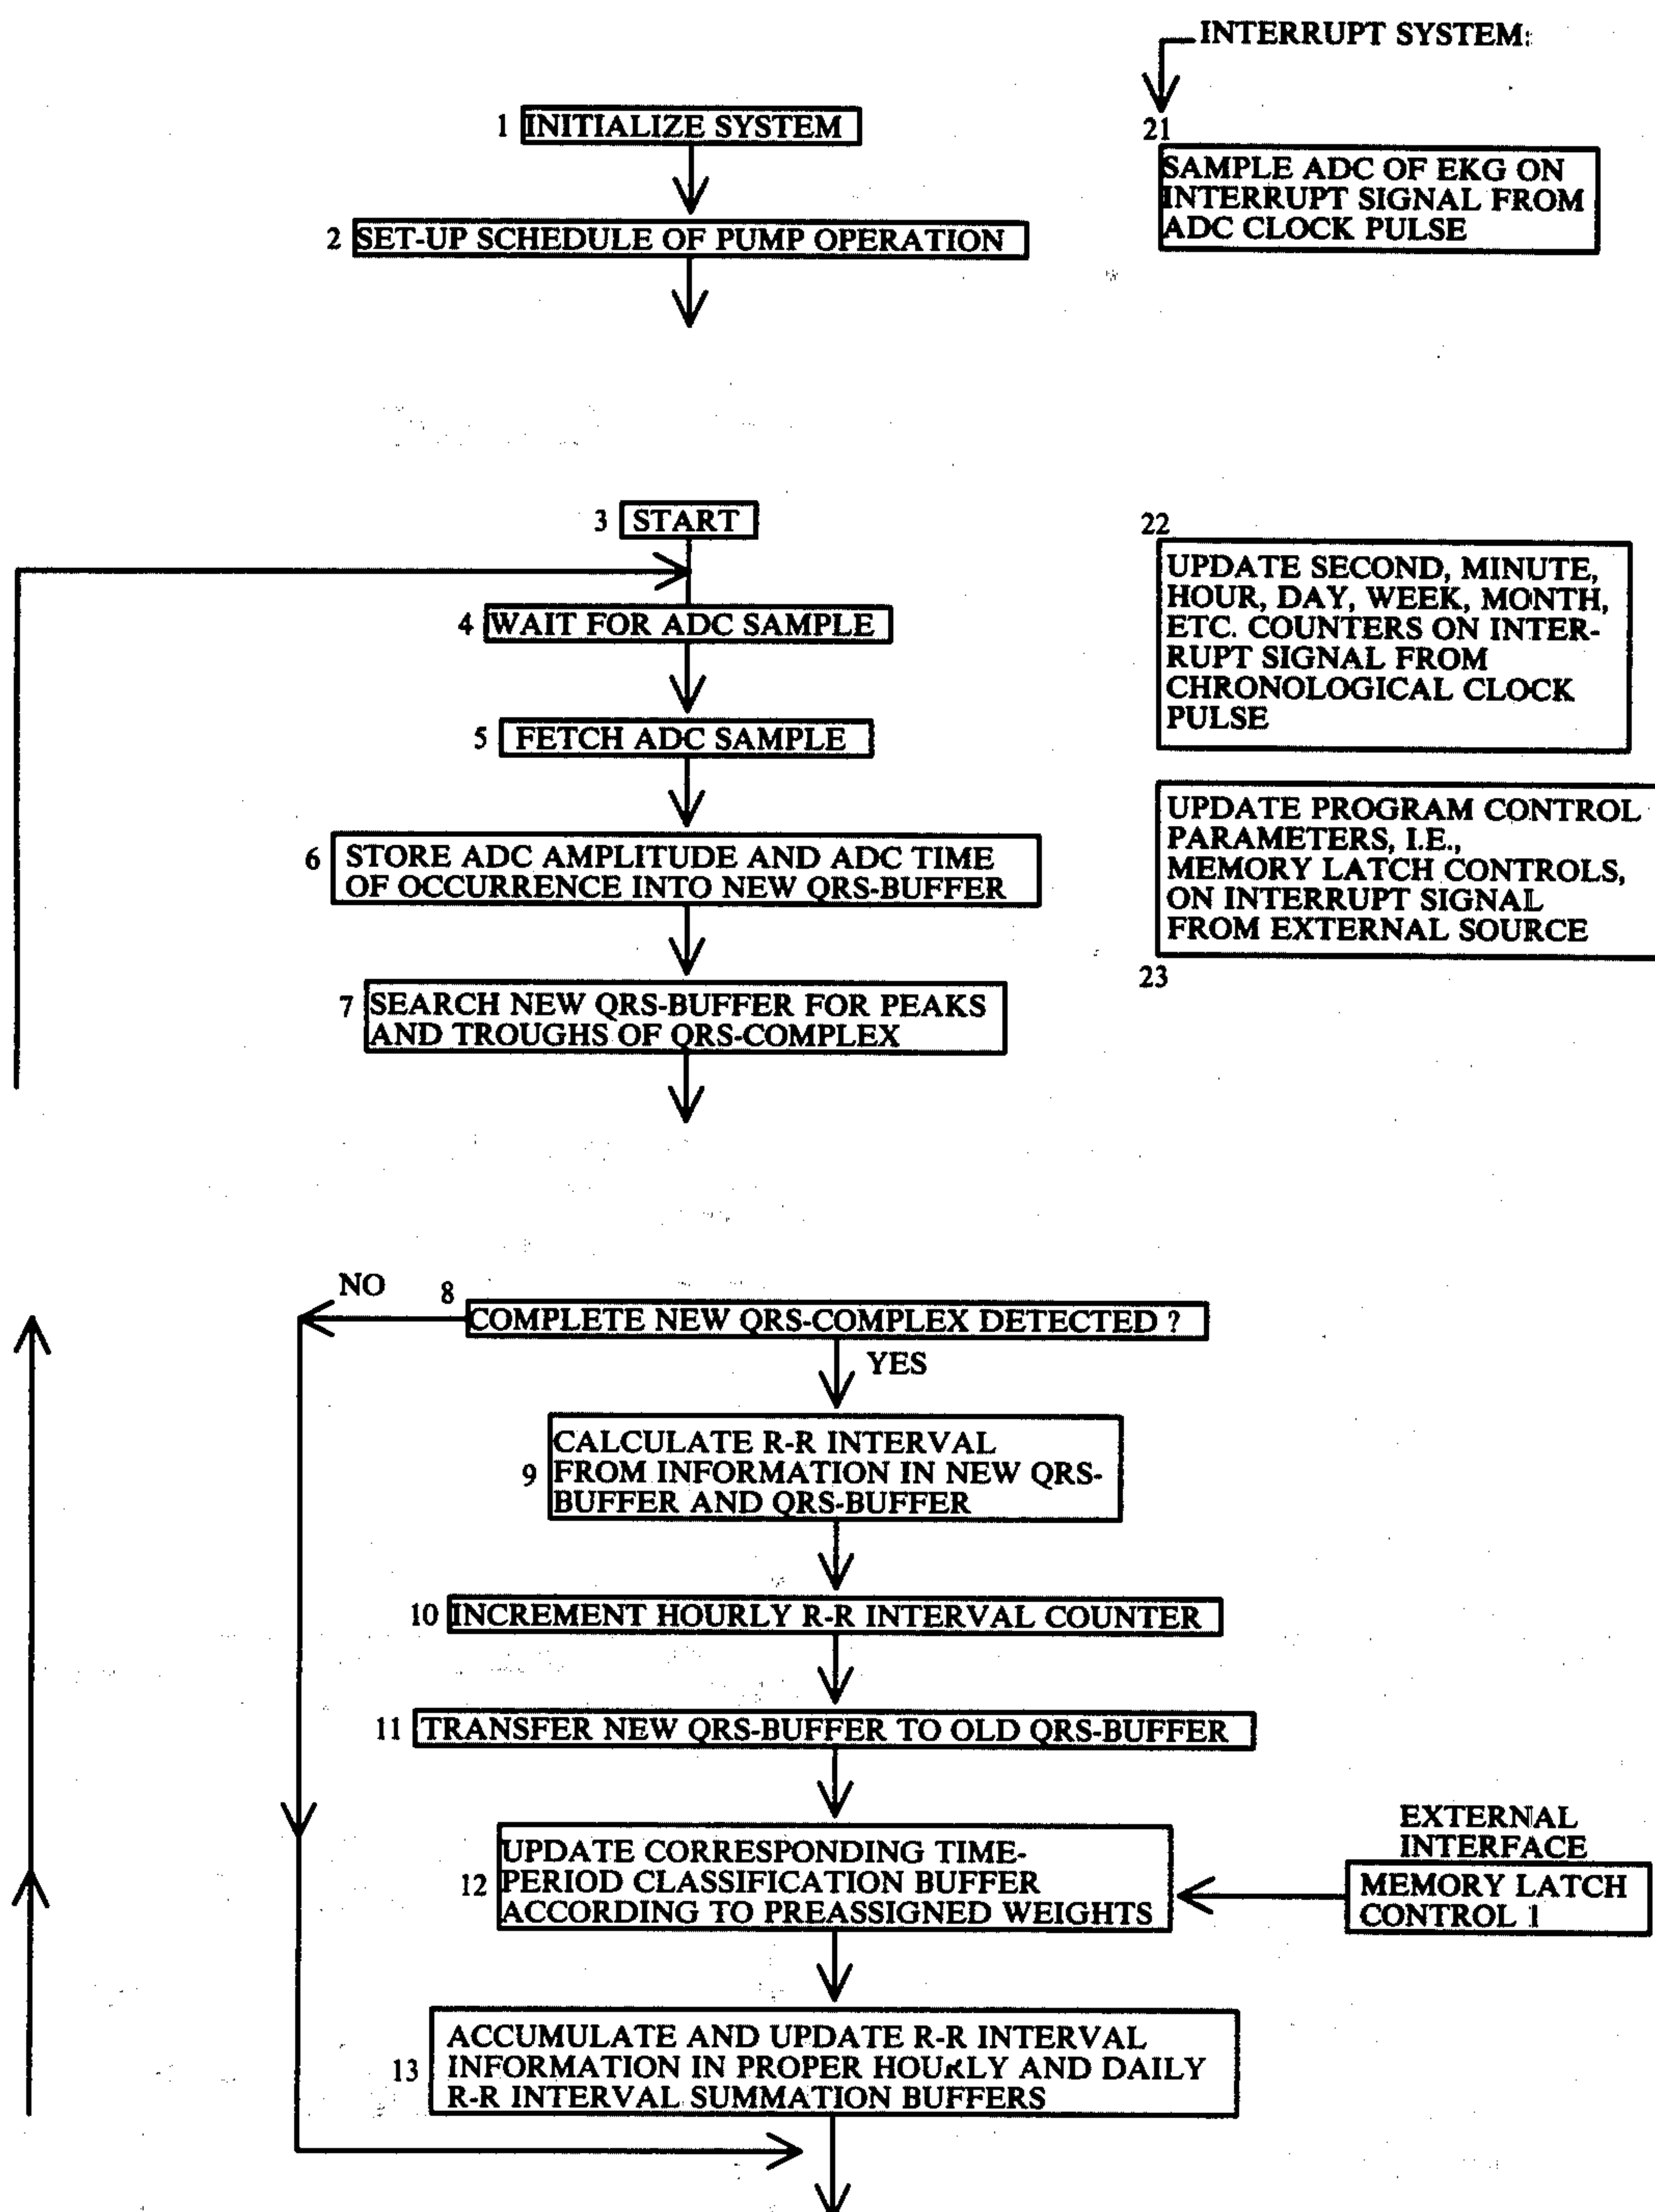 INTERRUPT SYSTEM:
1 INITIALIZE SYSTEM
2 SET-UP SCHEDULE OF PUMP OPERATION
21
SAMPLE ADC OF EKG ON
INTERRUPT SIGNAL FROM
ADC CLOCK PULSE
3 START
4 WAIT FOR ADC SAMPLE
5 FETCH ADC SAMPLE
6 STORE ADC AMPLITUDE AND ADC TIME
OF OCCURRENCE INTO NEW QRS-BUFFER
7 SEARCH NEW QRS-BUFFER FOR PEAKS
AND TROUGHS OF QRS-COMPLEX
22
UPDATE SECOND, MINUTE,
HOUR, DAY, WEEK, MONTH,
ETC. COUNTERS ON INTER-
RUPT SIGNAL FROM
CHRONOLOGICAL CLOCK
PULSE
UPDATE PROGRAM CONTROL
PARAMETERS, I.E.,
MEMORY LATCH CONTROLS,
ON INTERRUPT SIGNAL
FROM EXTERNAL SOURCE
23
NO
8
COMPLETE NEW QRS-COMPLEX DETECTED ?
YES
CALCULATE R-R INTERVAL
9 FROM INFORMATION IN NEW QRS-
BUFFER AND QRS-BUFFER
10 INCREMENT HOURLY R-R INTERVAL COUNTER
11 TRANSFER NEW QRS-BUFFER TO OLD QRS-BUFFER
UPDATE CORRESPONDING TIME-
12 PERIOD CLASSIFICATION BUFFER
ACCORDING TO PREASSIGNED WEIGHTS
EXTERNAL
INTERFACE
MEMORY LATCH
CONTROL 1
ACCUMULATE AND UPDATE R-R INTERVAL
13 INFORMATION IN PROPER HOURLY AND DAILY
R-R INTERVAL SUMMATION BUFFERS